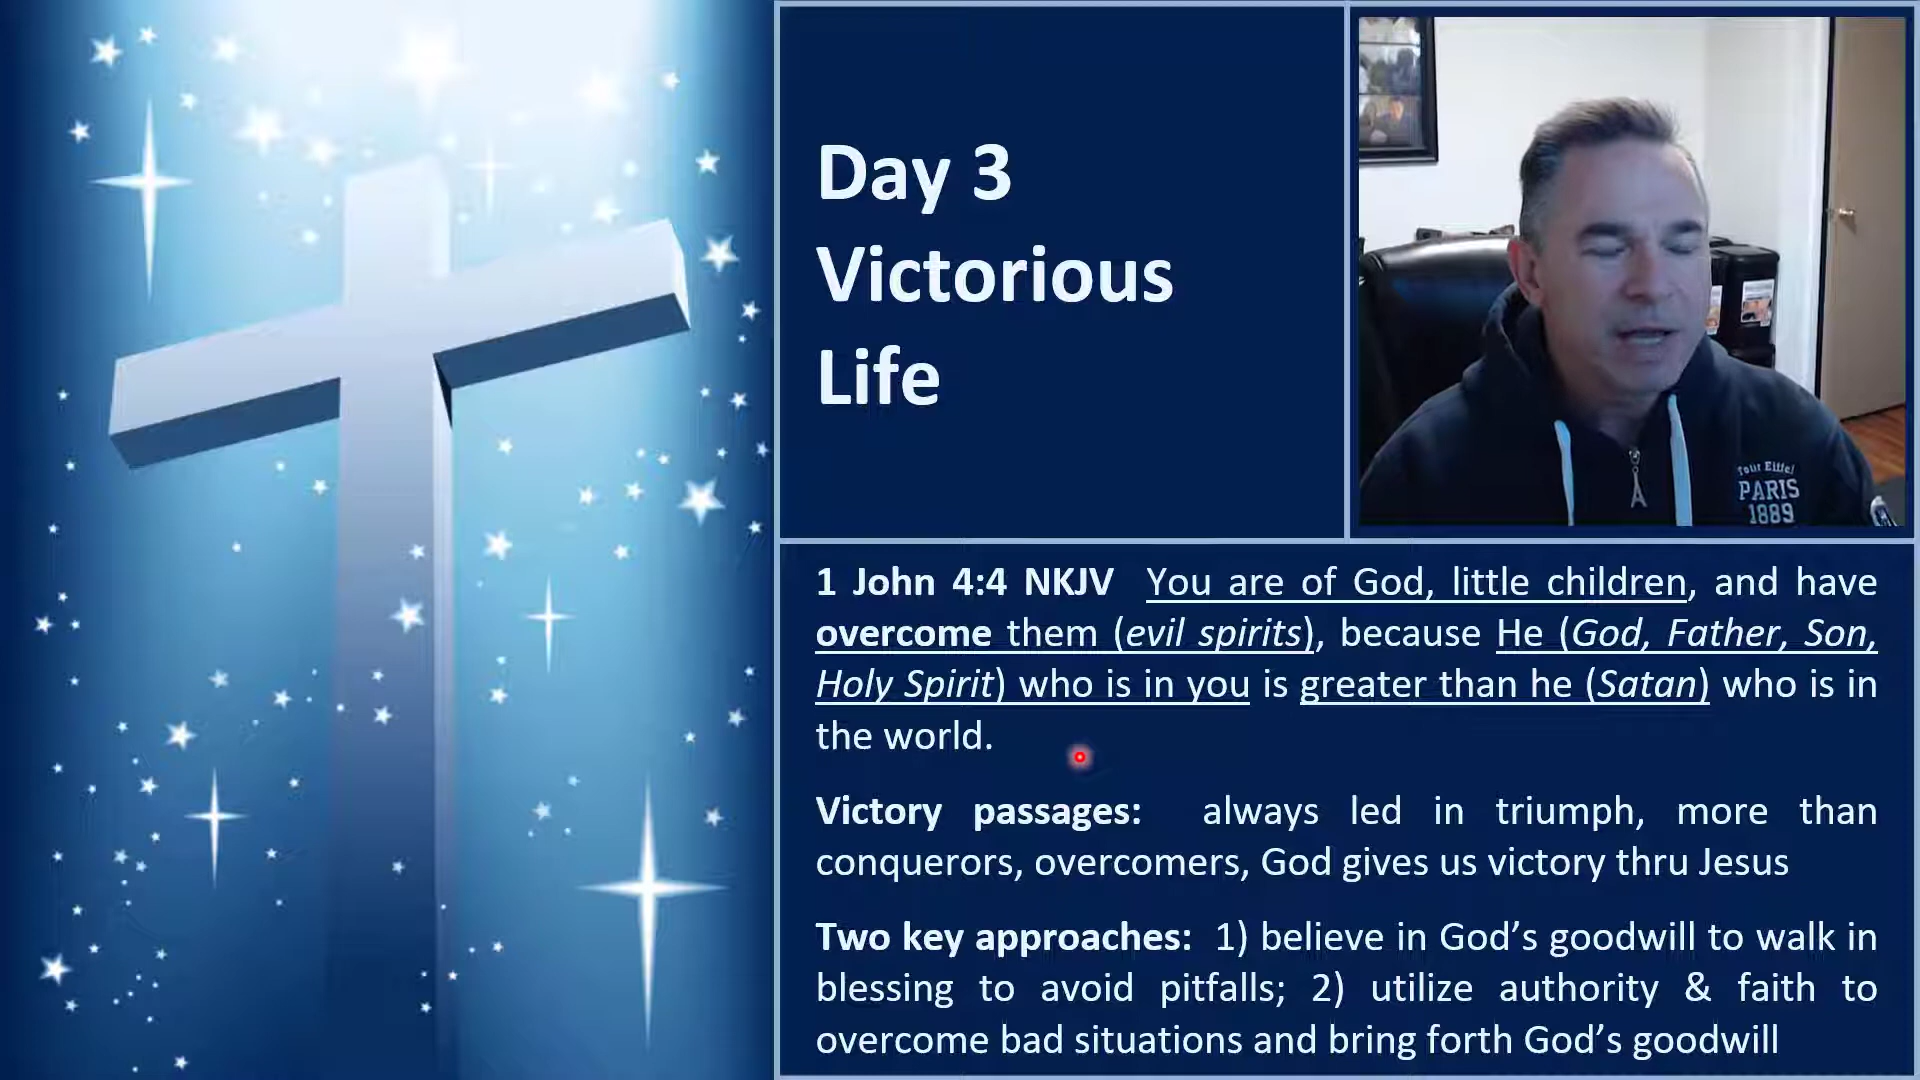 Day 3
Victorious
Life
Tour Eiffel
PARIS
1889
1 John 4:4 NKJV You are of God, little children, and have
overcome them (evil spirits), because He (God, Father, Son,
Holy Spirit) who is in you is greater than he (Satan) who is in
the world.
Victory passages: always led in triumph, more than
conquerors, overcomers, God gives us victory thru Jesus
Two key approaches: 1) believe in God’s goodwill to walk in
blessing to avoid pitfalls; 2) utilize authority & faith to
overcome bad situations and bring forth God’s goodwill